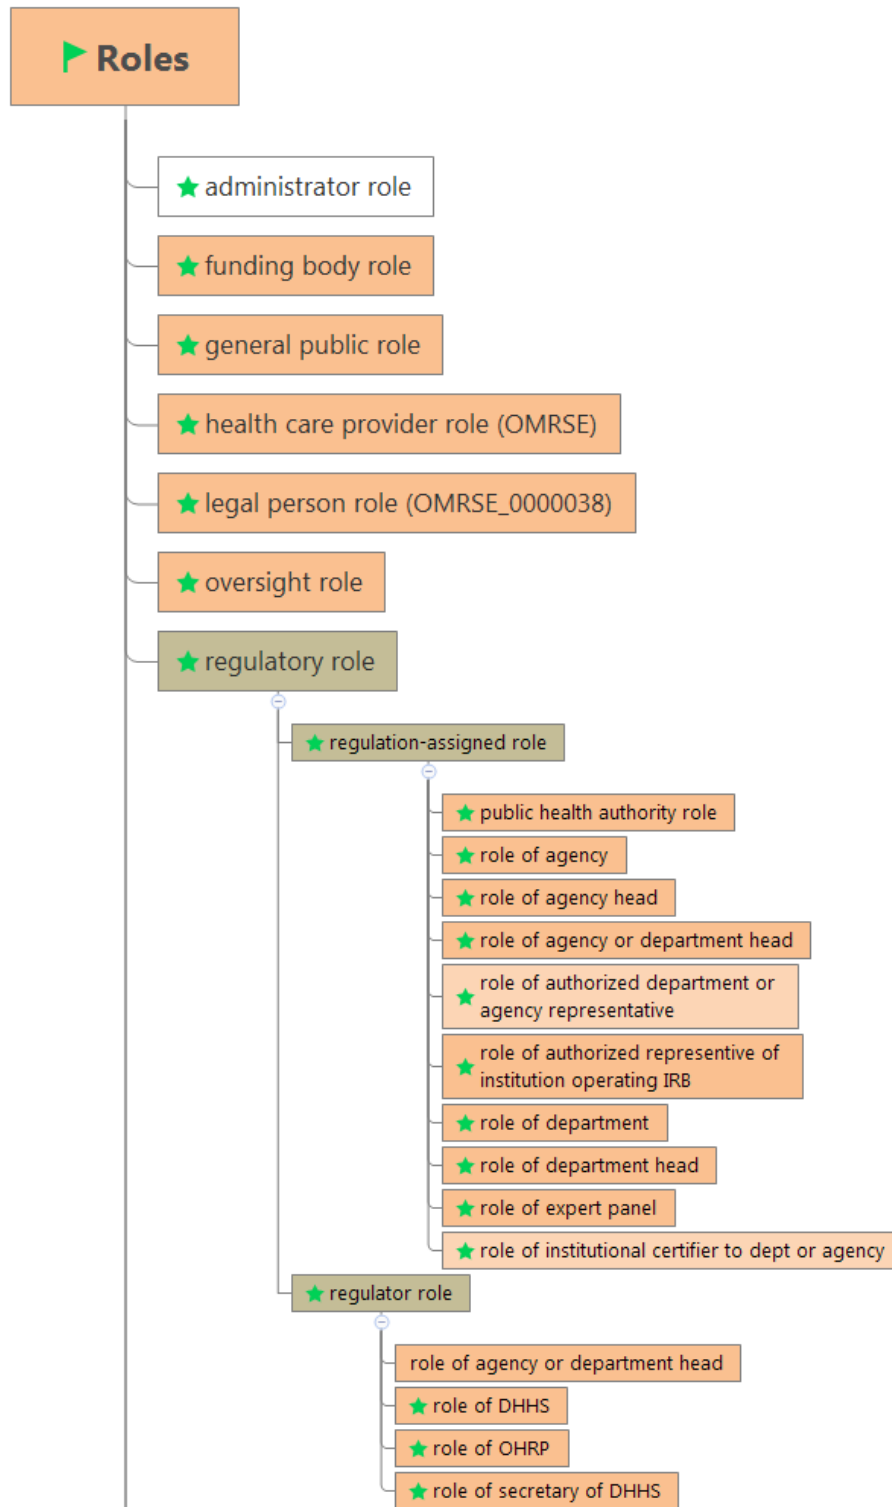 Roles
administrator role
funding body role
general public role
health care provider role (OMRSE)
legal person role (OMRSE_0000038)
oversight role
regulatory role
regulation-assigned role
public health authority role
role of agency
role of agency head
role of agency or department head
role of authorized department or
agency representative
role of authorized representive of
institution operating IRB
role of department
role of department head
role of expert panel
role of institutional certifier to dept or agency
regulator role
role of agency or department head
role of DHHS
role of OHRP
role of secretary of DHHS